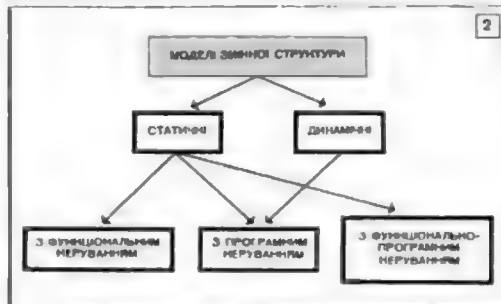 2
МОДЕЛІ ЗМІННОЇ СТРУКТУРИ
СТАТИЧНІ
ДИНАМІЧНІ
З ФУНКЦІОНАЛЬНИМ
КЕРУВАННЯМ
З ПРОГРАМНИМ
КЕРУВАННЯМ
З ФУНКЦІОНАЛЬНО-
ПРОГРАМНИМ
КЕРУВАННЯМ